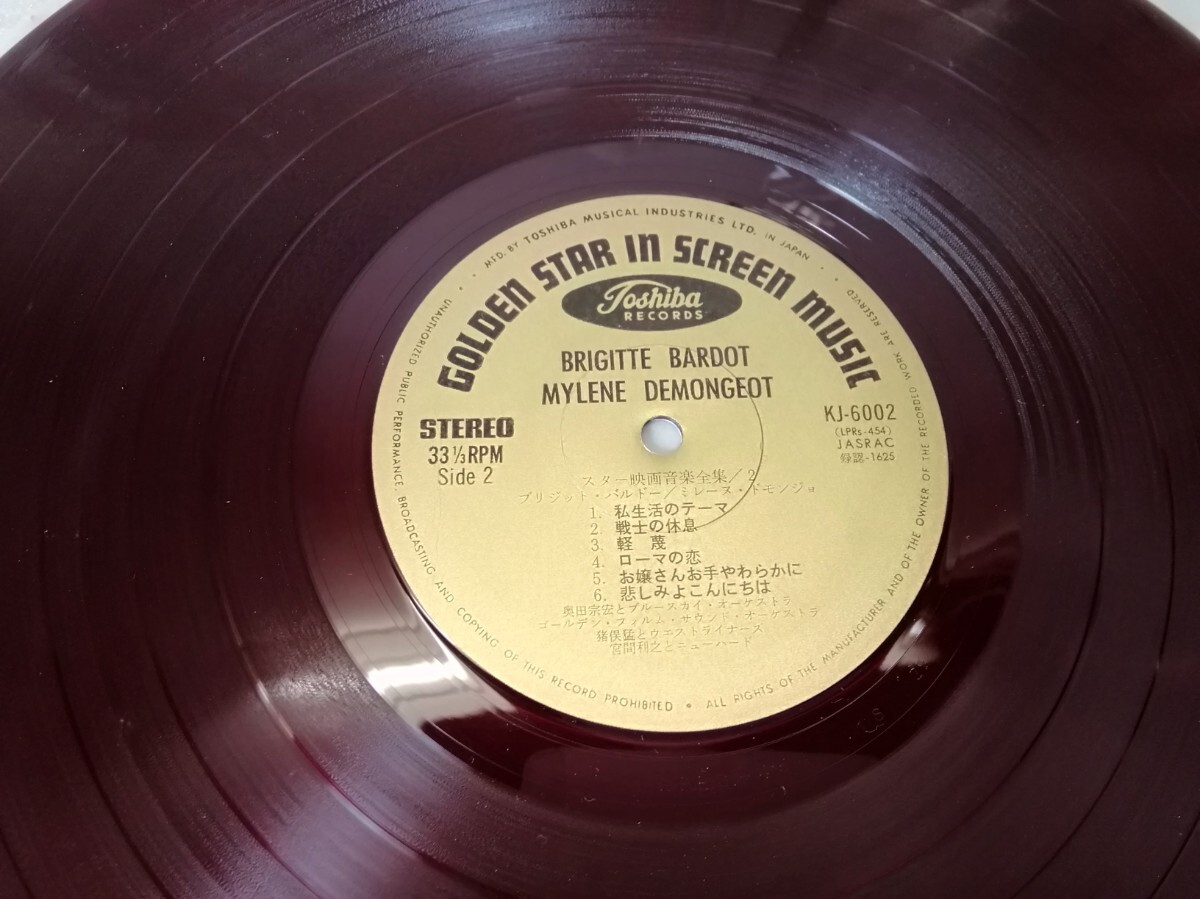 MFD. BY TOSHIBA MUSICAL INDUSTRIES LTD. IN JAPAN
GOLDEN STAR IN SCREEN MUSIC
Toshiba
RECORDS
BRIGITTE BARDOT
MYLENE DEMONGEOT
STEREO
33 1/3 RPM
Side 2
KJ-6002
(LPRs-454)
JASRAC
録認-1625
スター映画音楽全集/2
ブリジット・バルドー/ミレーヌ・ドモンジョ
1. 私生活のテーマ
2. 戦士の休息
3. 軽 蔑
4. ローマの恋
5. お嬢さんお手やわらかに
6. 悲しみよこんにちは
奥田宗宏とブルースカイ・オーケストラ
ゴールデン・フィルム・サウンド・オーケストラ
猪俣猛とウエストライナーズ
宮間利之とニューハード
UNAUTHORIZED PUBLIC PERFORMANCE BROADCASTING AND COPYING OF THIS RECORD PROHIBITED • ALL RIGHTS OF THE MANUFACTURER AND OF THE OWNER OF THE RECORDED WORK ARE RESERVED